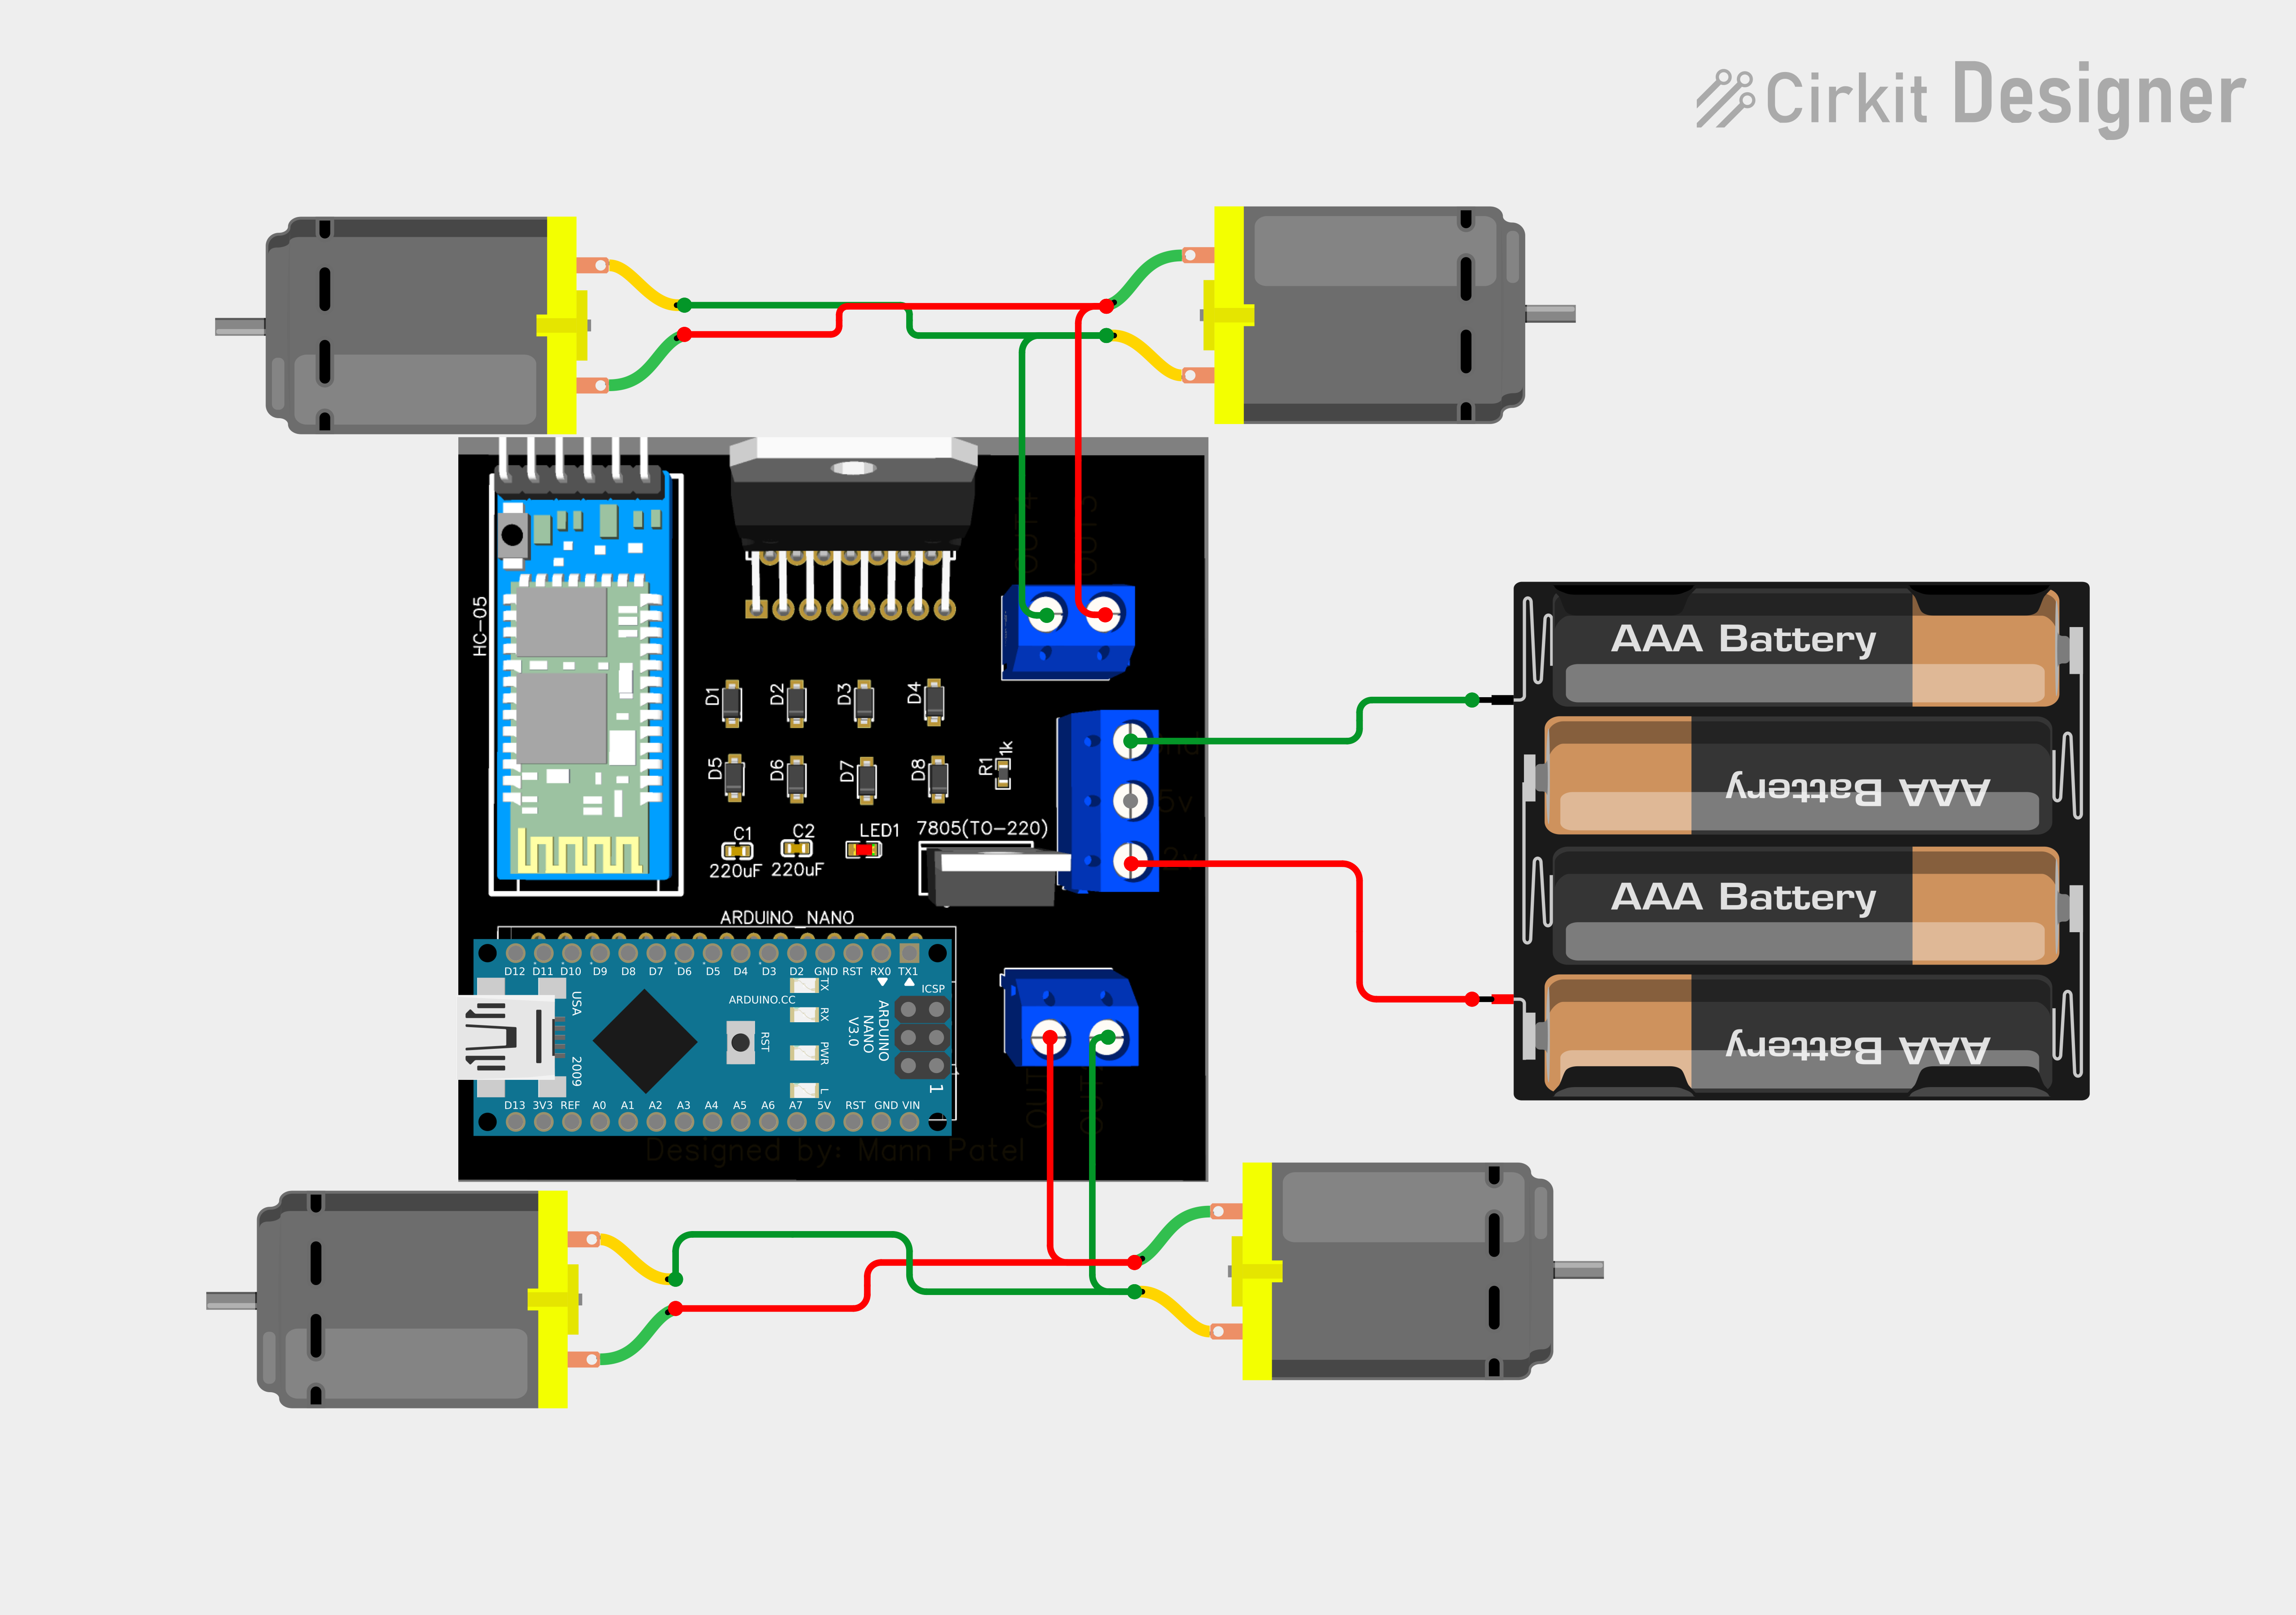 Cirkit Designer
OUT4
OUT3
HC-05
D1
D2
D3
D4
D5
D6
D7
D8
R1
1k
C1
220uF
C2
220uF
LED1
7805(TO-220)
5v
ARDUINO_NANO
D12 D11 D10 D9 D8 D7 D6 D5 D4 D3 D2 GND RST RX0 TX1
USA
2009
ARDUINO.CC
RST
TX
RX
PWR
L
ARDUINO
NANO
V3.0
ICSP
1
D13 3V3 REF A0 A1 A2 A3 A4 A5 A6 A7 5V RST GND VIN
OUT
OUT
Designed by: Mann Patel
AAA Battery
AAA Battery
AAA Battery
AAA Battery